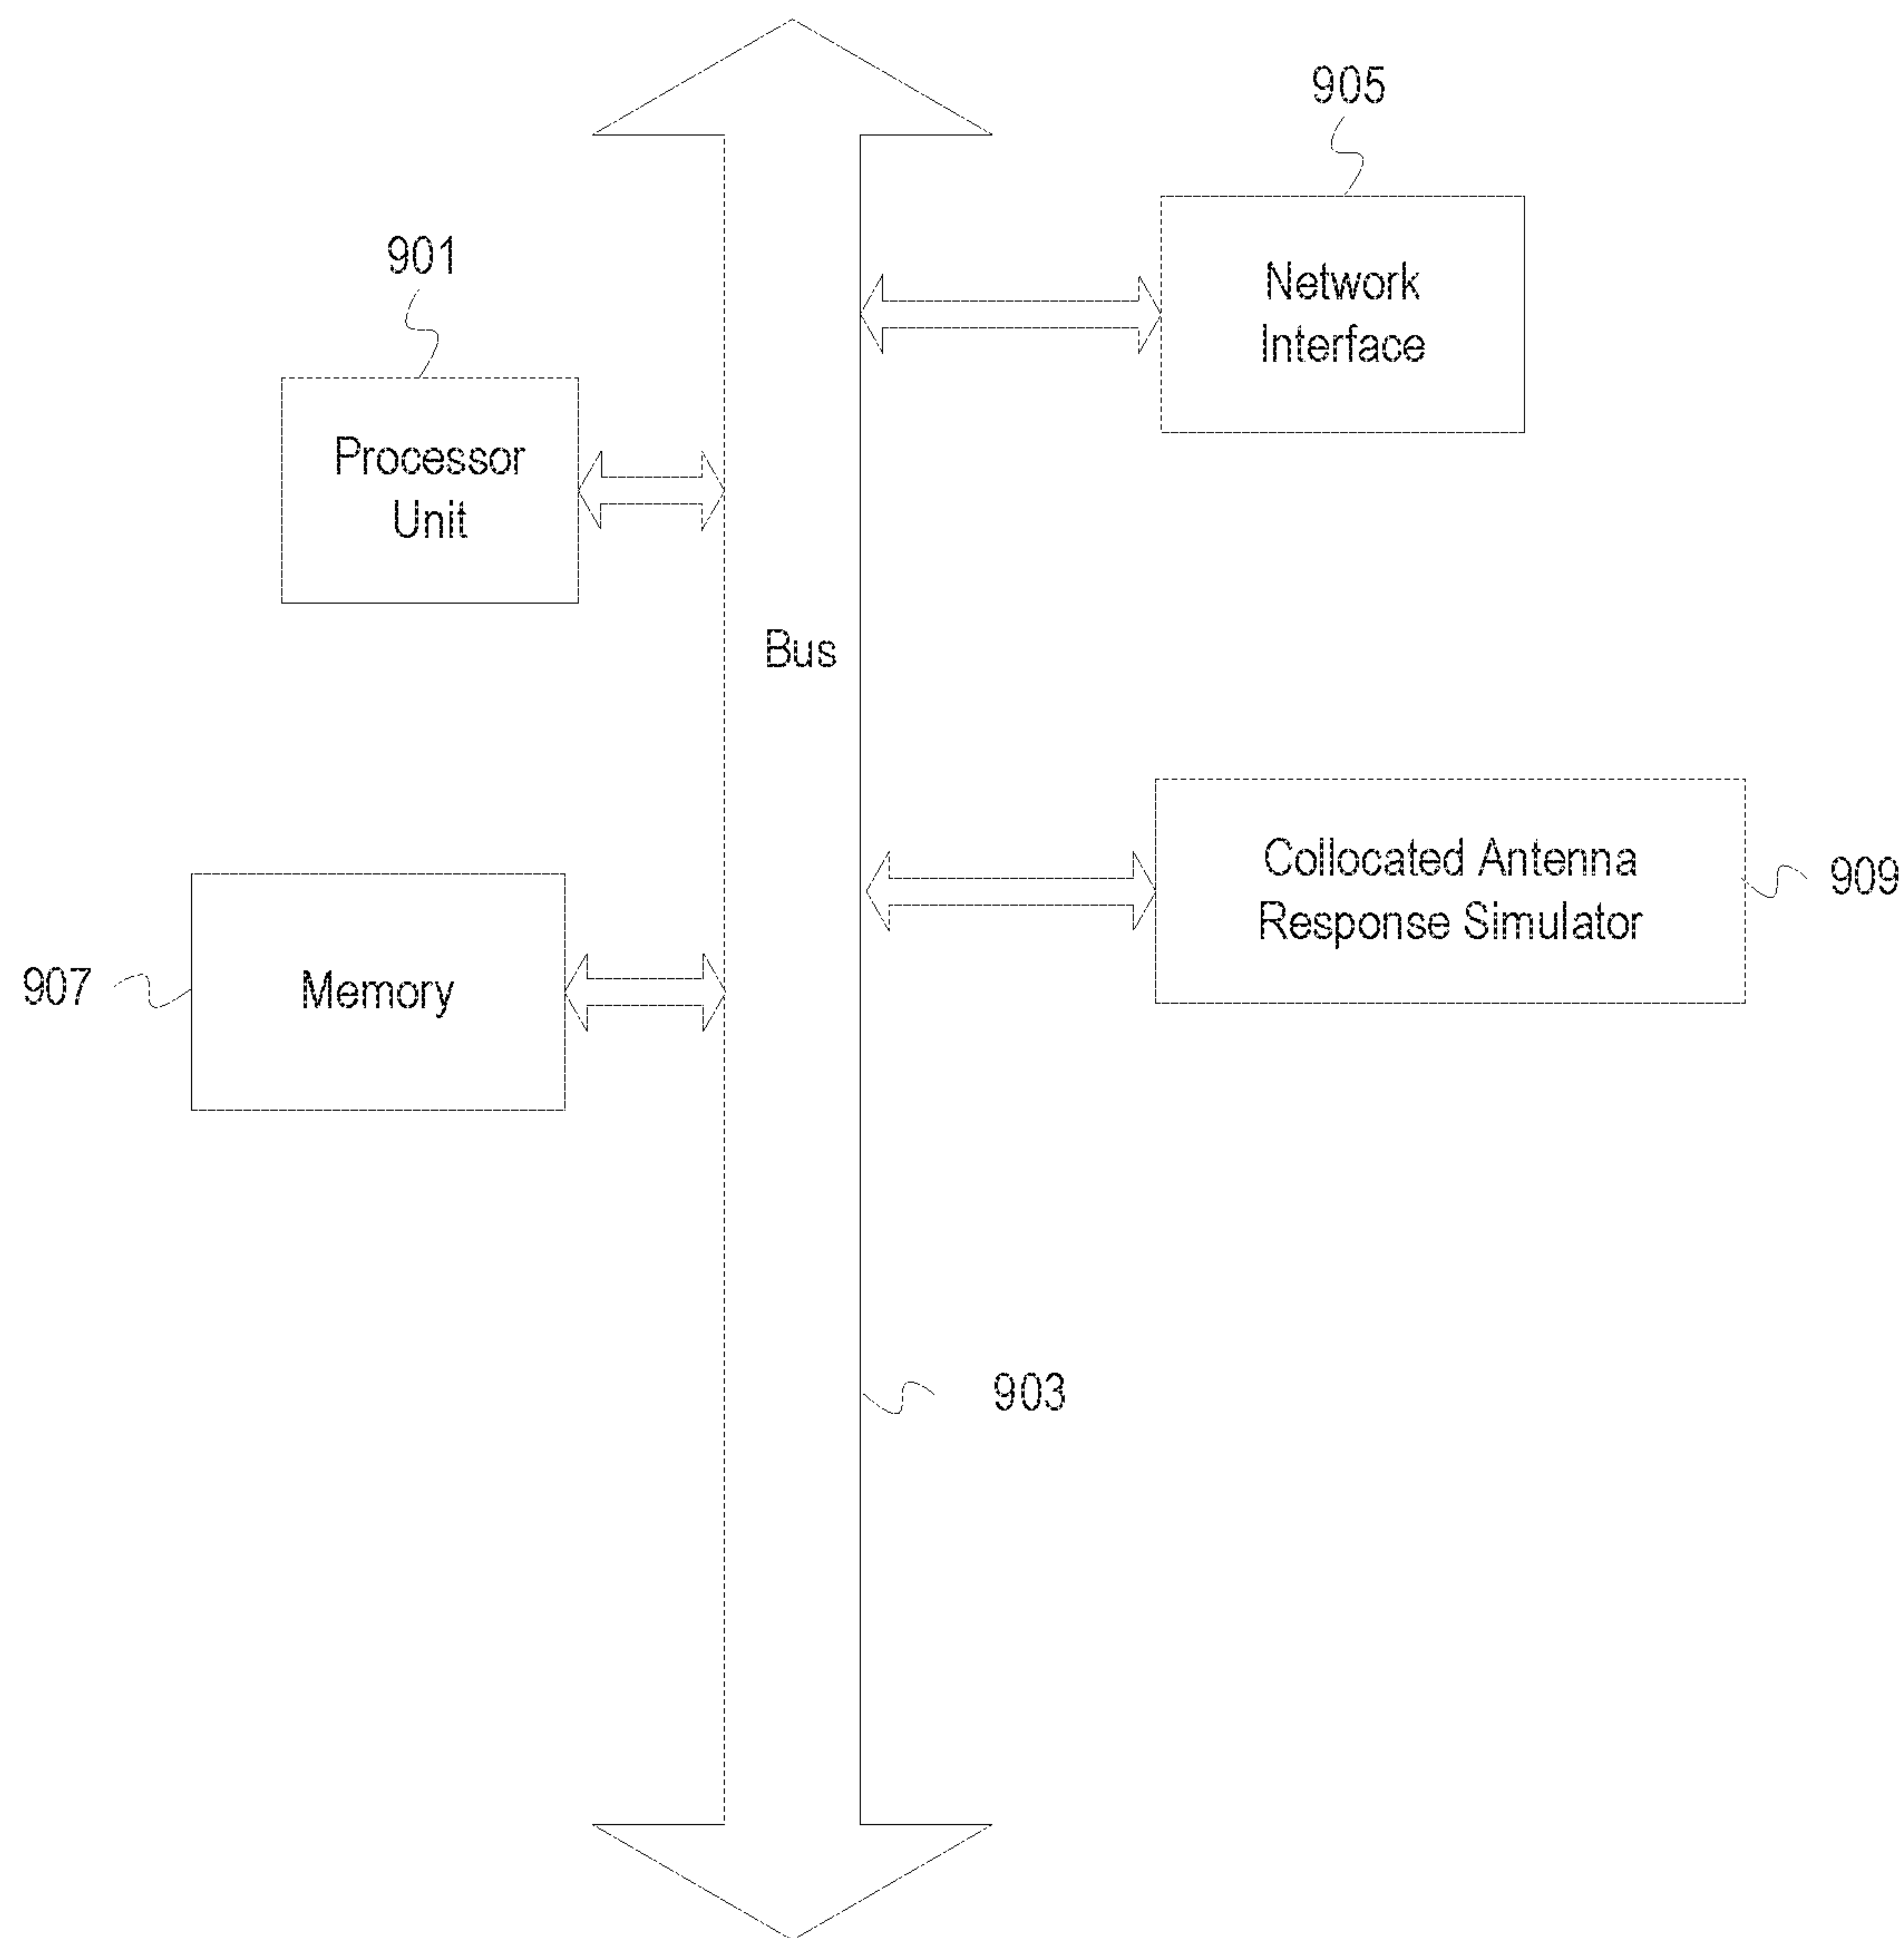 905
901
Network
Interface
Processor
Unit
Bus
Collocated Antenna
Response Simulator
909
907
Memory
903